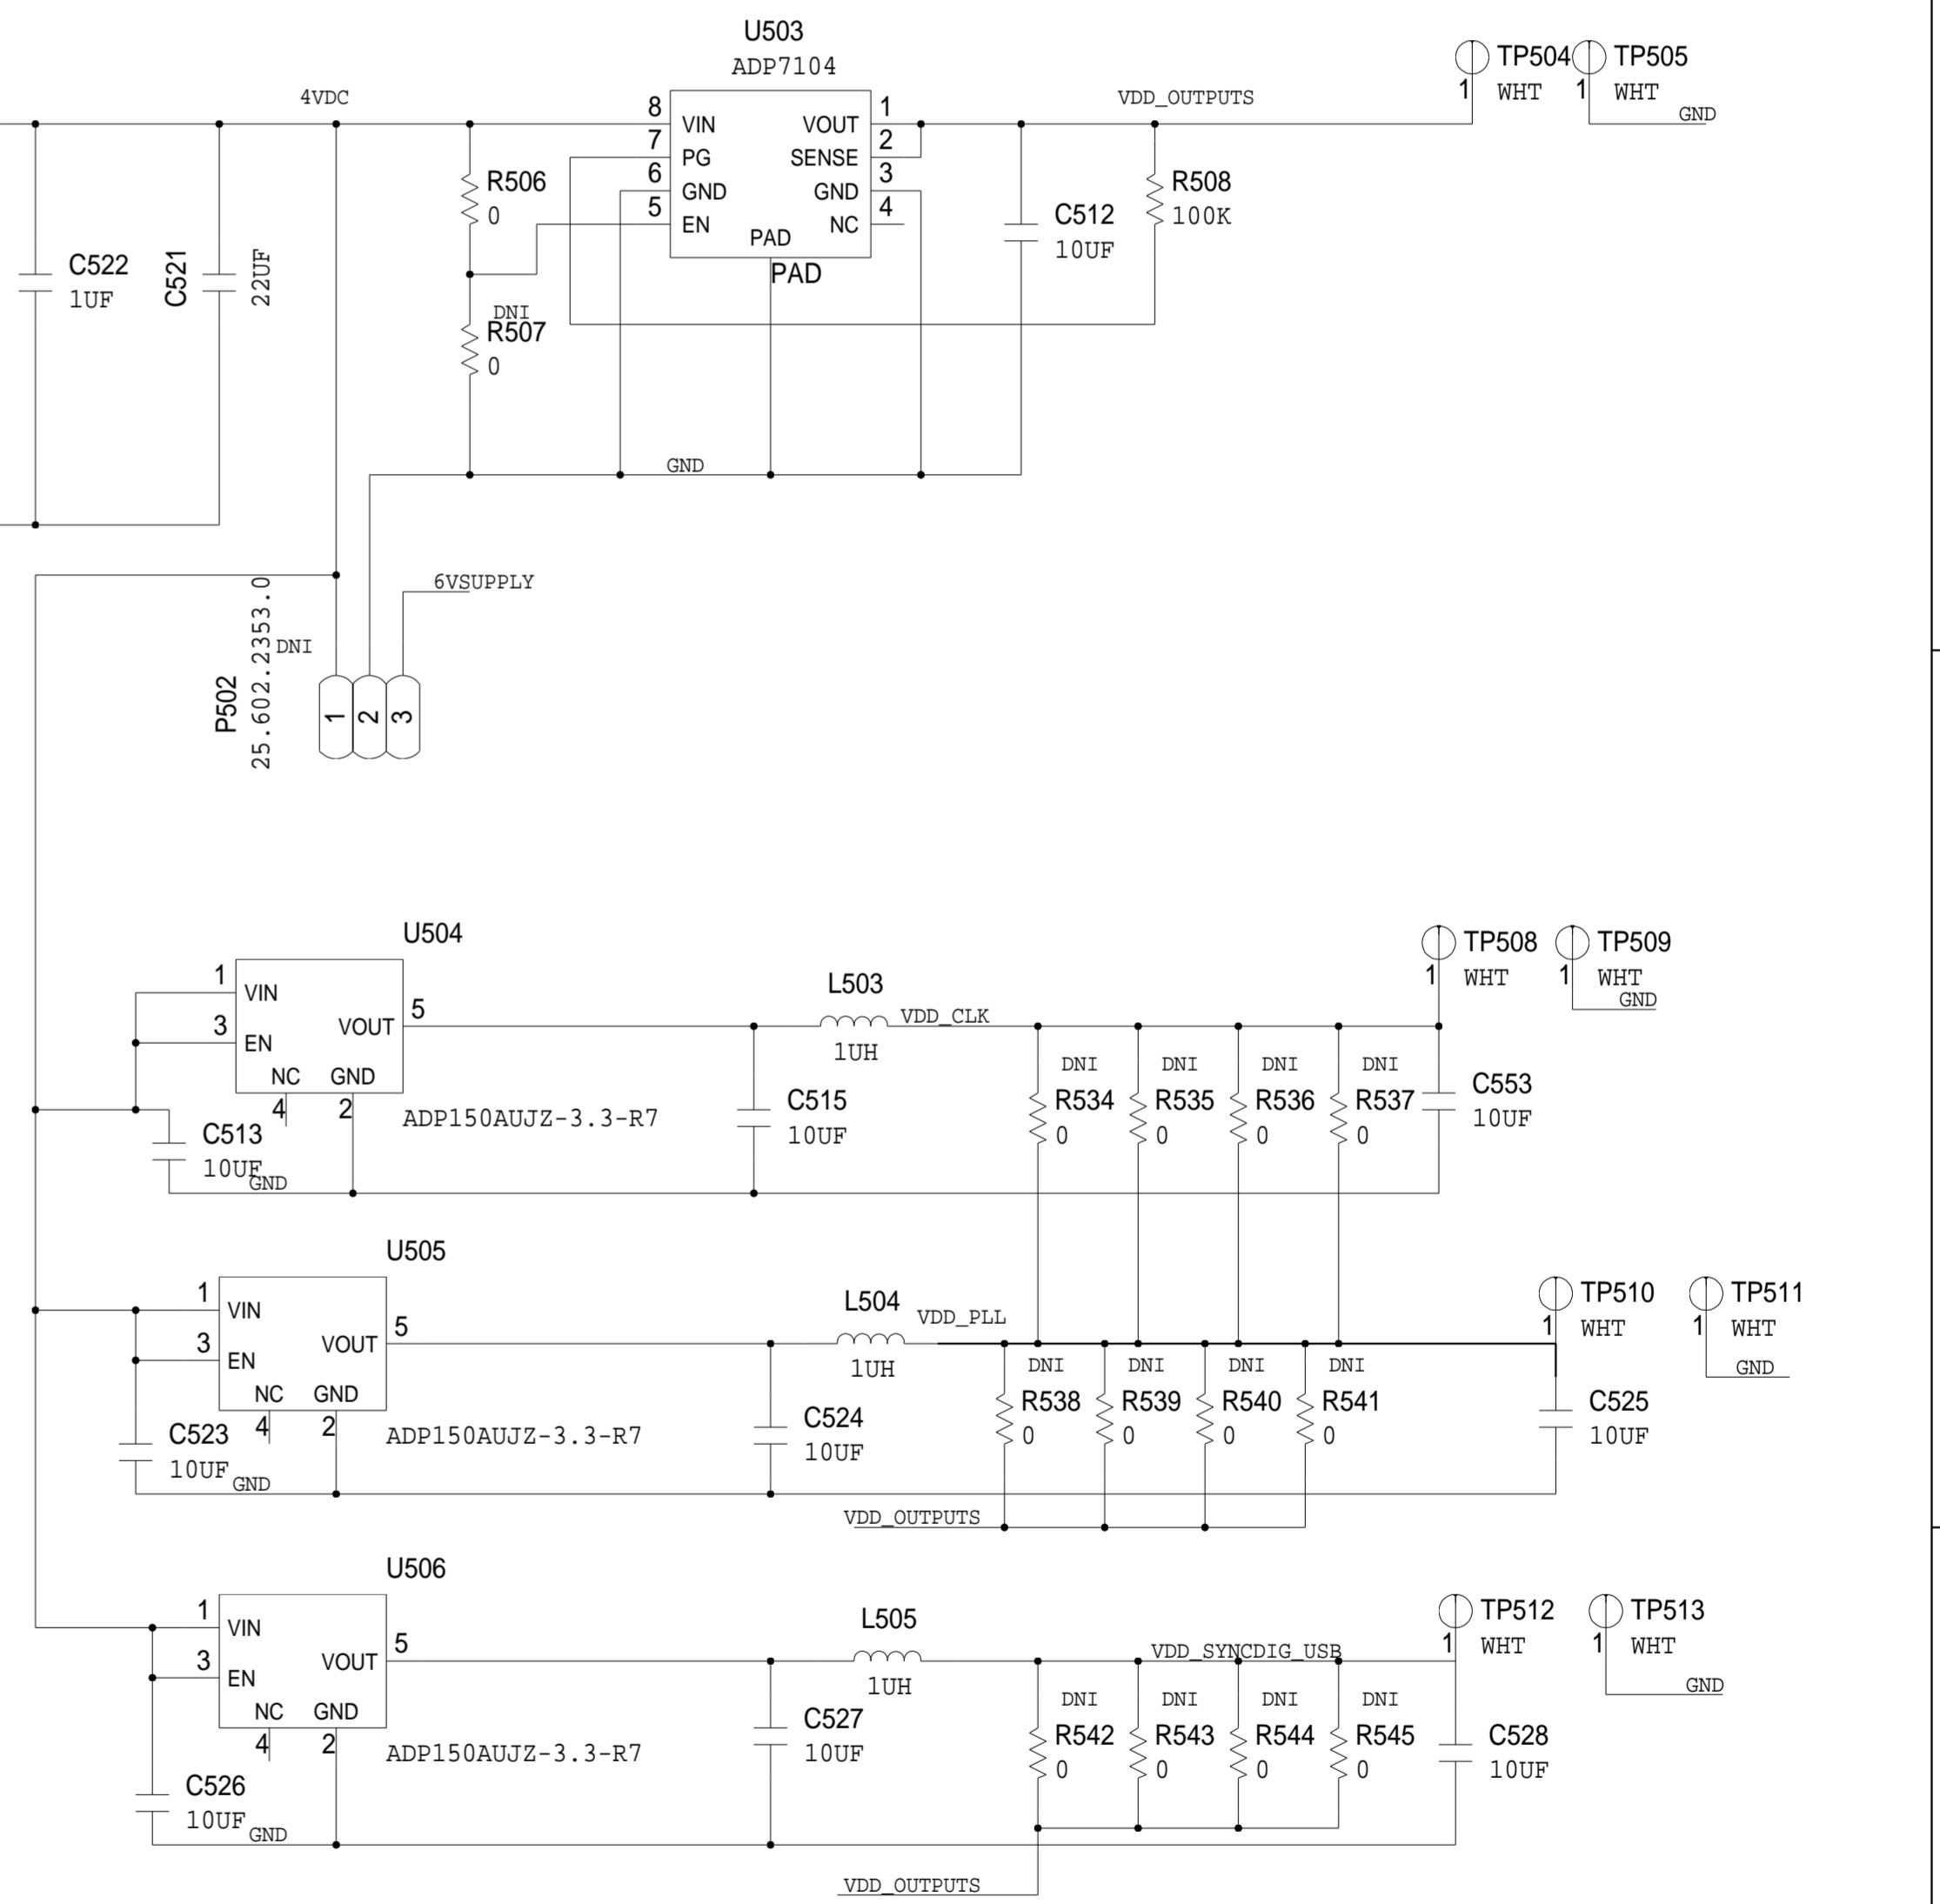 U503
ADP7104
4VDC
8
VIN
7
PG
6
GND
5
EN
VOUT
1
SENSE
2
GND
3
NC
4
PAD
PAD
VDD_OUTPUTS
TP504
1
WHT
TP505
1
WHT
GND
C522
1UF
C521
22UF
R506
0
DNI
R507
0
C512
10UF
R508
100K
GND
6VSUPPLY
P502
25.602.2353.0
DNI
1
2
3
U504
1
VIN
3
EN
VOUT
5
NC
GND
4
2
ADP150AUJZ-3.3-R7
C513
10UF
GND
C515
10UF
L503
1UH
VDD_CLK
DNI
R534
0
DNI
R535
0
DNI
R536
0
DNI
R537
0
C553
10UF
TP508
1
WHT
TP509
1
WHT
GND
U505
1
VIN
3
EN
VOUT
5
NC
GND
4
2
ADP150AUJZ-3.3-R7
C523
10UF
GND
C524
10UF
L504
1UH
VDD_PLL
DNI
R538
0
DNI
R539
0
DNI
R540
0
DNI
R541
0
C525
10UF
TP510
1
WHT
TP511
1
WHT
GND
VDD_OUTPUTS
U506
1
VIN
3
EN
VOUT
5
NC
GND
4
2
ADP150AUJZ-3.3-R7
C526
10UF
GND
C527
10UF
L505
1UH
VDD_SYNCDIG_USB
DNI
R542
0
DNI
R543
0
DNI
R544
0
DNI
R545
0
C528
10UF
TP512
1
WHT
TP513
1
WHT
GND
VDD_OUTPUTS